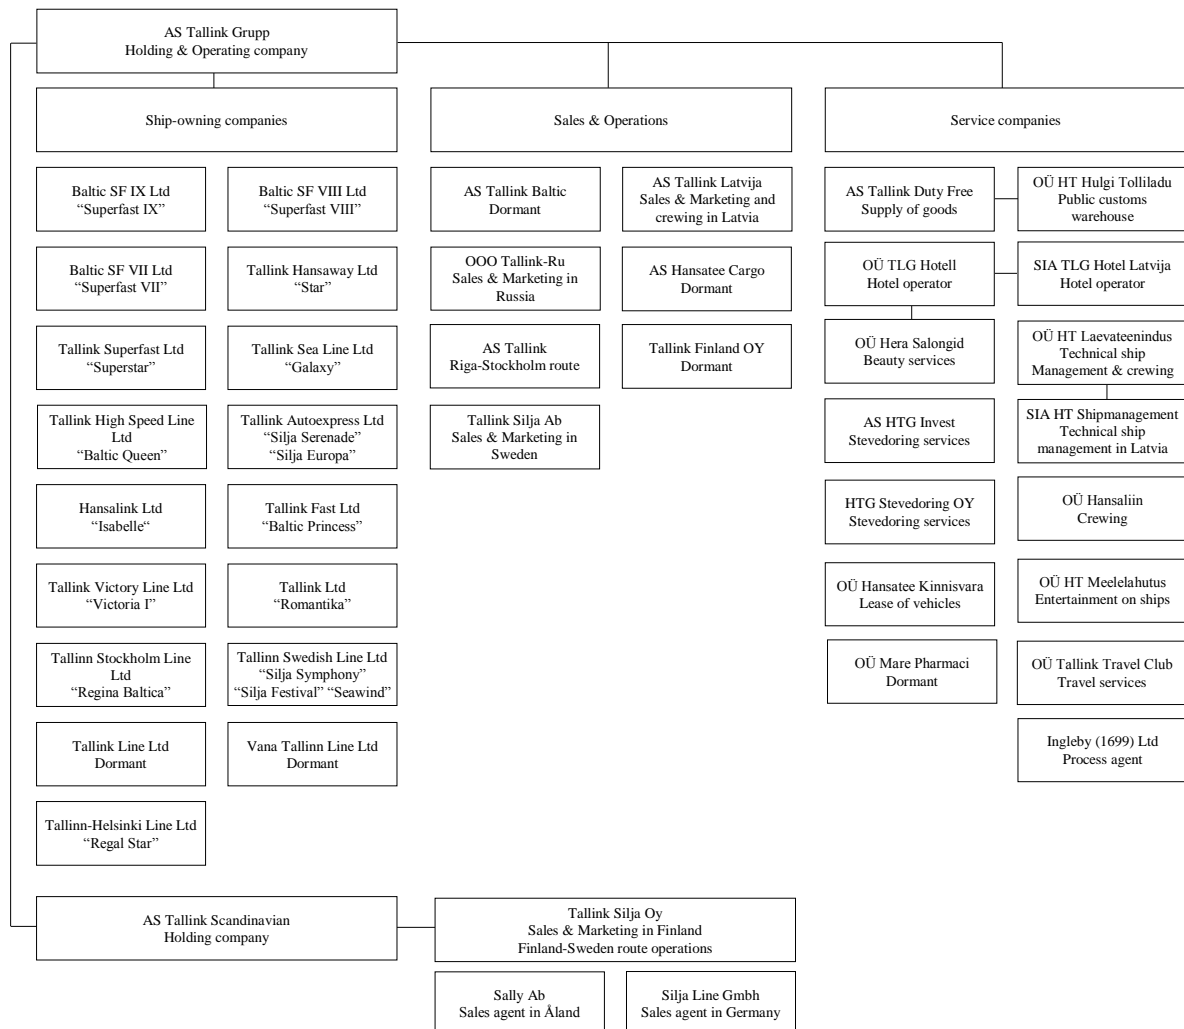 AS Tallink Grupp
Holding & Operating company
Ship-owning companies
Sales & Operations
Service companies
Baltic SF IX Ltd
“Superfast IX”
Baltic SF VIII Ltd
“Superfast VIII”
AS Tallink Baltic
Dormant
AS Tallink Latvija
Sales & Marketing and
crewing in Latvia
AS Tallink Duty Free
Supply of goods
OÜ HT Hulgi Tolliladu
Public customs
warehouse
Baltic SF VII Ltd
“Superfast VII”
Tallink Hansaway Ltd
“Star”
OOO Tallink-Ru
Sales & Marketing in
Russia
AS Hansatee Cargo
Dormant
OÜ TLG Hotell
Hotel operator
SIA TLG Hotel Latvija
Hotel operator
Tallink Superfast Ltd
“Superstar”
Tallink Sea Line Ltd
“Galaxy”
AS Tallink
Riga-Stockholm route
Tallink Finland OY
Dormant
OÜ Hera Salongid
Beauty services
OÜ HT Laevateenindus
Technical ship
Management & crewing
Tallink High Speed Line
Ltd
“Baltic Queen”
Tallink Autoexpress Ltd
“Silja Serenade”
“Silja Europa”
Tallink Silja Ab
Sales & Marketing in
Sweden
AS HTG Invest
Stevedoring services
SIA HT Shipmanagement
Technical ship
management in Latvia
Hansalink Ltd
“Isabelle“
Tallink Fast Ltd
“Baltic Princess”
HTG Stevedoring OY
Stevedoring services
OÜ Hansaliin
Crewing
Tallink Victory Line Ltd
“Victoria I”
Tallink Ltd
“Romantika”
OÜ Hansatee Kinnisvara
Lease of vehicles
OÜ HT Meelelahutus
Entertainment on ships
Tallinn Stockholm Line
Ltd
“Regina Baltica”
Tallinn Swedish Line Ltd
“Silja Symphony”
“Silja Festival” “Seawind”
OÜ Mare Pharmaci
Dormant
OÜ Tallink Travel Club
Travel services
Tallink Line Ltd
Dormant
Vana Tallinn Line Ltd
Dormant
Ingleby (1699) Ltd
Process agent
Tallinn-Helsinki Line Ltd
“Regal Star”
AS Tallink Scandinavian
Holding company
Tallink Silja Oy
Sales & Marketing in Finland
Finland-Sweden route operations
Sally Ab
Sales agent in Åland
Silja Line Gmbh
Sales agent in Germany